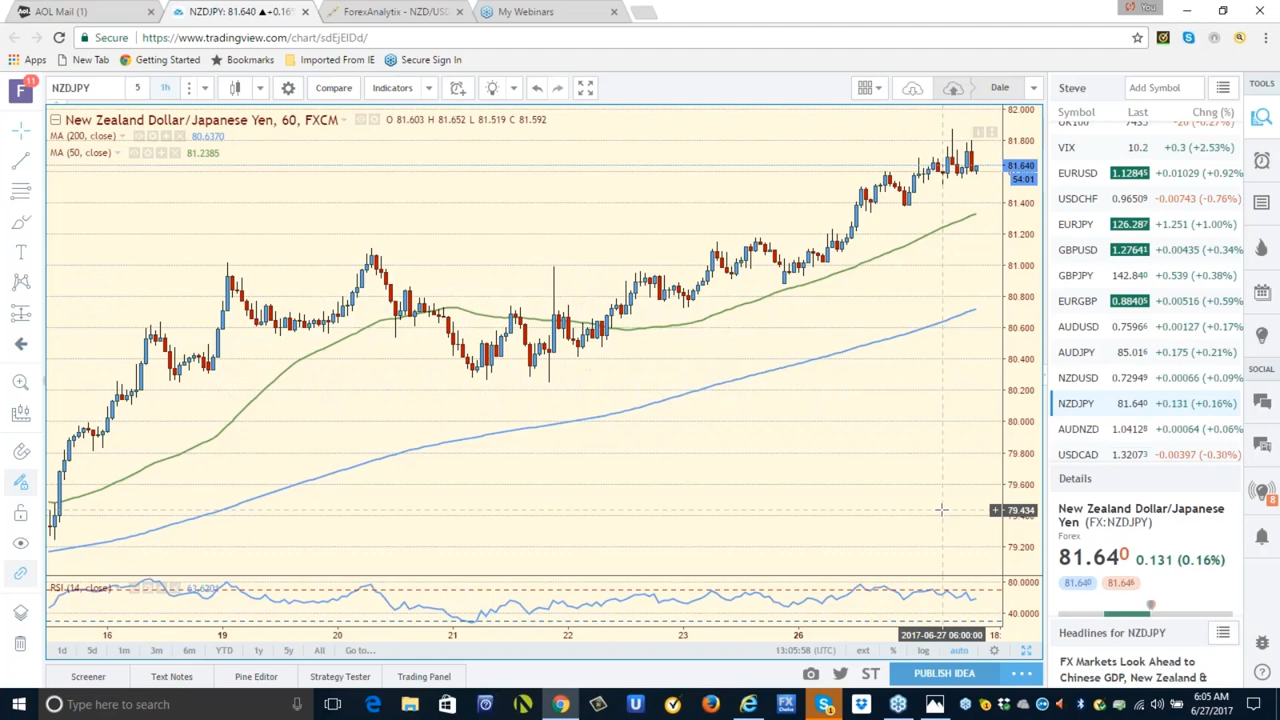 AOL Mail (1)
NZDJPY: 81.640 ▲+0.16%
ForexAnalytix - NZD/USD
My Webinars
You
Secure
https://www.tradingview.com/chart/sdEjEIDd/
Apps
New Tab
Getting Started
Bookmarks
Imported From IE
Secure Sign In
F
11
NZDJPY
5
1h
Compare
Indicators
Date
Steve
Add Symbol
TOOLS
New Zealand Dollar/Japanese Yen, 60, FXCM
O 81.603 H 81.652 L 81.519 C 81.592
MA (200, close)
80.6370
MA (50, close)
81.2385
82.000
81.800
81.640
54:01
81.400
81.200
81.000
80.800
80.600
80.400
80.200
80.000
79.800
79.600
79.434
79.200
RSI (14, close)
80.0000
40.0000
16
19
20
21
22
23
26
2017-06-27 06:00:00
18:
1d
5d
1m
3m
6m
YTD
1y
5y
All
Go to...
13:05:58 (UTC)
ext
%
log
auto
Screener
Text Notes
Pine Editor
Strategy Tester
Trading Panel
ST
PUBLISH IDEA
Symbol
Last
Chng (%)
VIX 10.2 +0.3 (+2.53%)
EURUSD 1.12845 +0.01029 (+0.92%
USDCHF 0.96509 -0.00743 (-0.76%)
EURJPY 126.287 +1.251 (+1.00%)
GBPUSD 1.27641 +0.00435 (+0.34%
GBPJPY 142.840 +0.539 (+0.38%)
EURGBP 0.88405 +0.00516 (+0.59%
AUDUSD 0.75966 +0.00127 (+0.17%
AUDJPY 85.016 +0.175 (+0.21%)
NZDUSD 0.72949 +0.00066 (+0.09%
NZDJPY 81.640 +0.131 (+0.16%)
AUDNZD 1.04128 +0.00064 (+0.06%
USDCAD 1.32073 -0.00397 (-0.30%)
SOCIAL
8
Details
New Zealand Dollar/Japanese
Yen (FX:NZDJPY)
Forex
81.640 0.131 (0.16%)
81.640
81.646
Headlines for NZDJPY
FX Markets Look Ahead to
Chinese GDP, New Zealand &
Type here to search
6:05 AM
6/27/2017